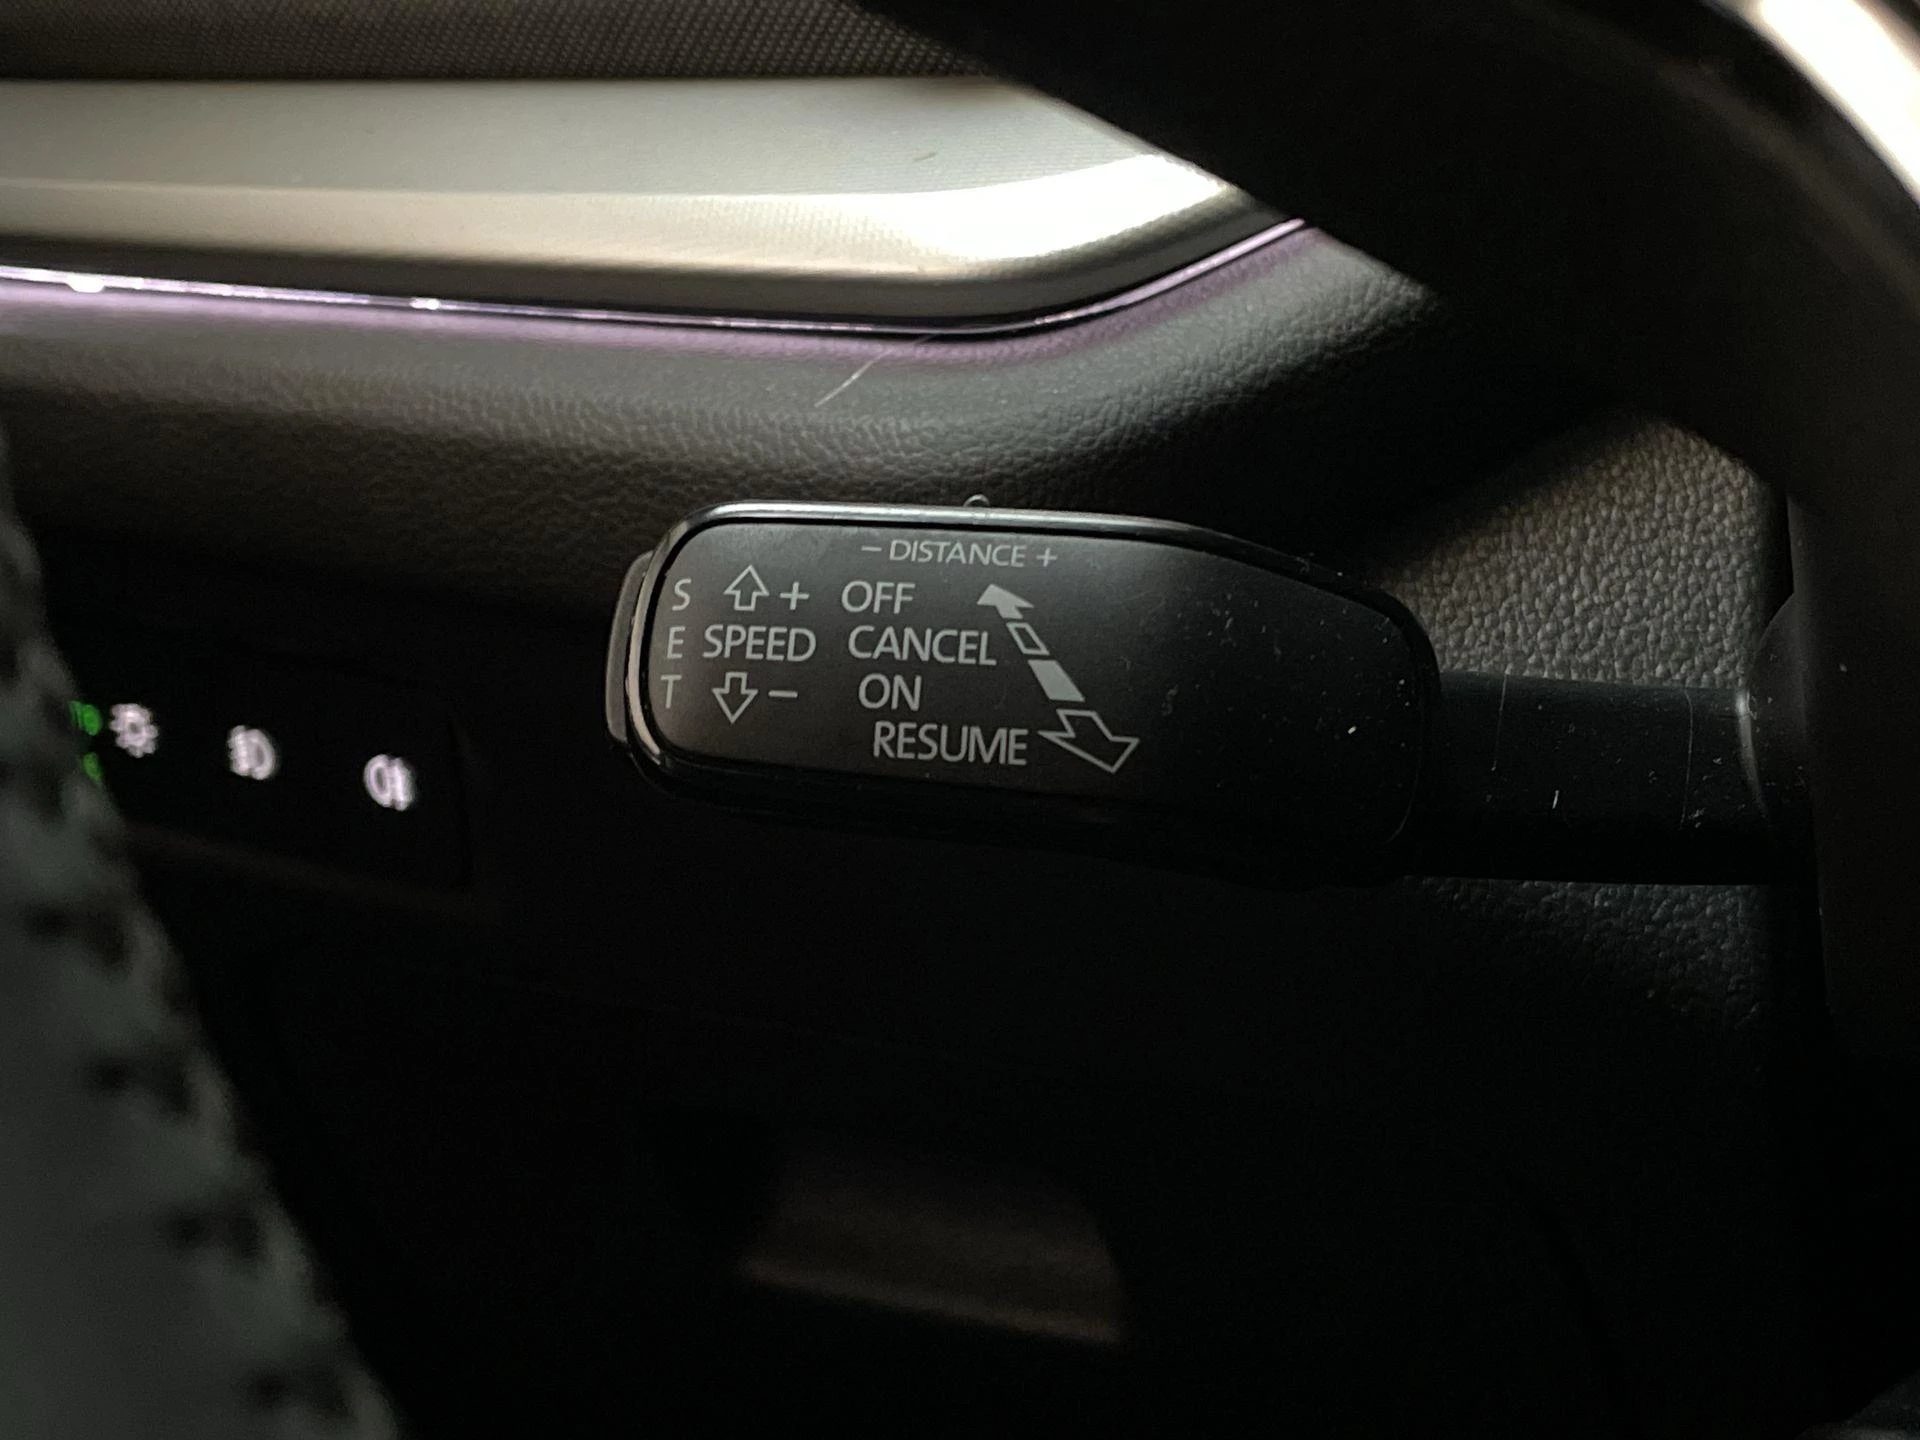 – DISTANCE +
S + OFF
E SPEED CANCEL
T – ON
RESUME